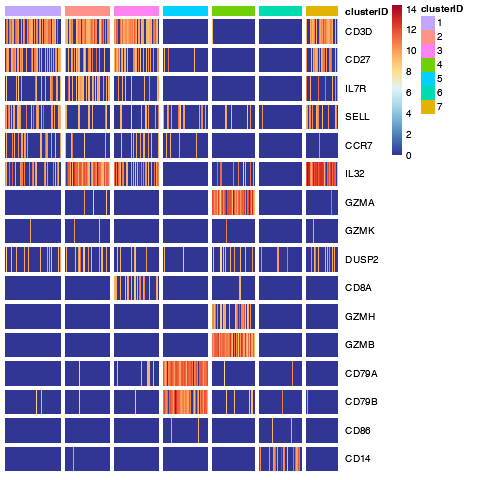 clusterID
CD3D
CD27
IL7R
SELL
CCR7
IL32
GZMA
GZMK
DUSP2
CD8A
GZMH
GZMB
CD79A
CD79B
CD86
CD14
14
12
10
8
6
4
2
0
clusterID
1
2
3
4
5
6
7